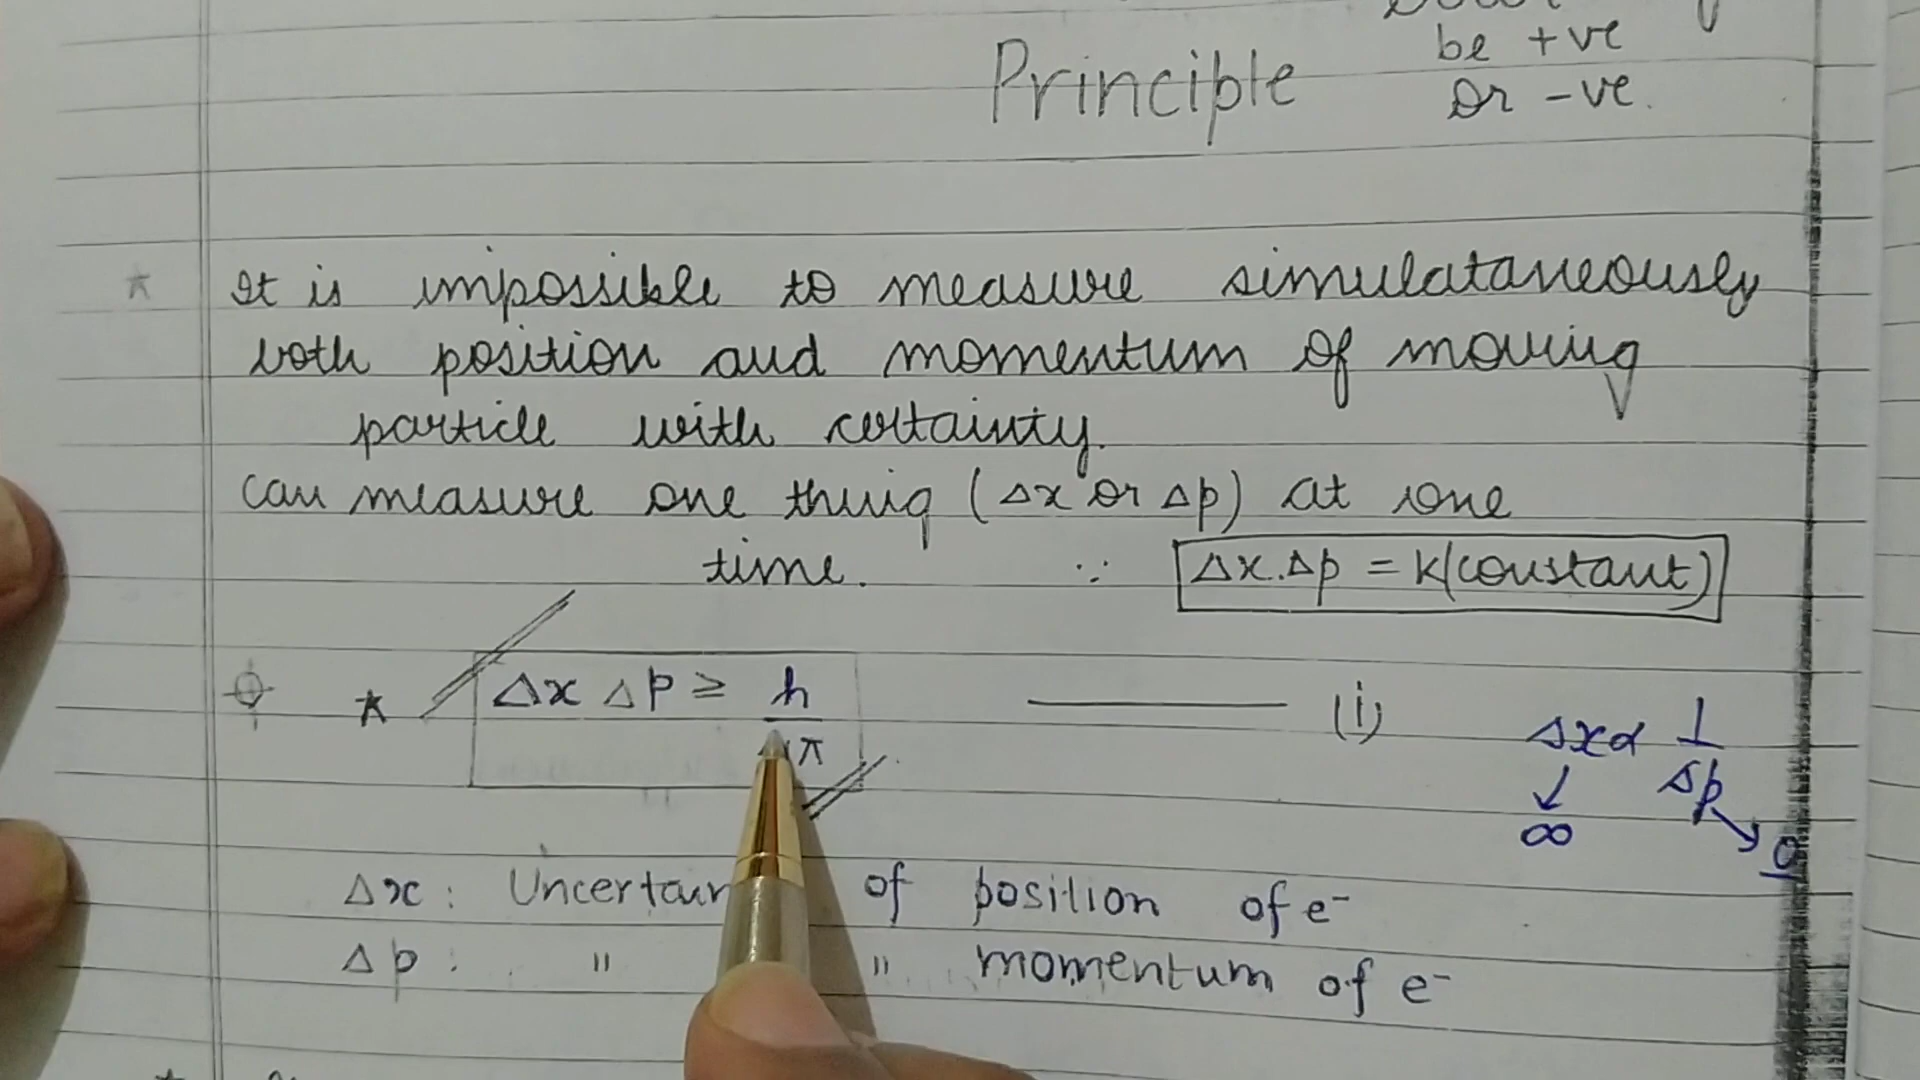 be +ve
Principle or -ve.
It is impossible to measure simulataneously
both position and momentum of moving
particle with certainty.
can measure one thing (Δx or Δp) at one
time. ∵ Δx.Δp = k(constant)
Δx Δp ≥ h/4π (i)
Δx α 1/Δp
∞ 0
Δx : of position of e⁻
Δp : " " momentum of e⁻